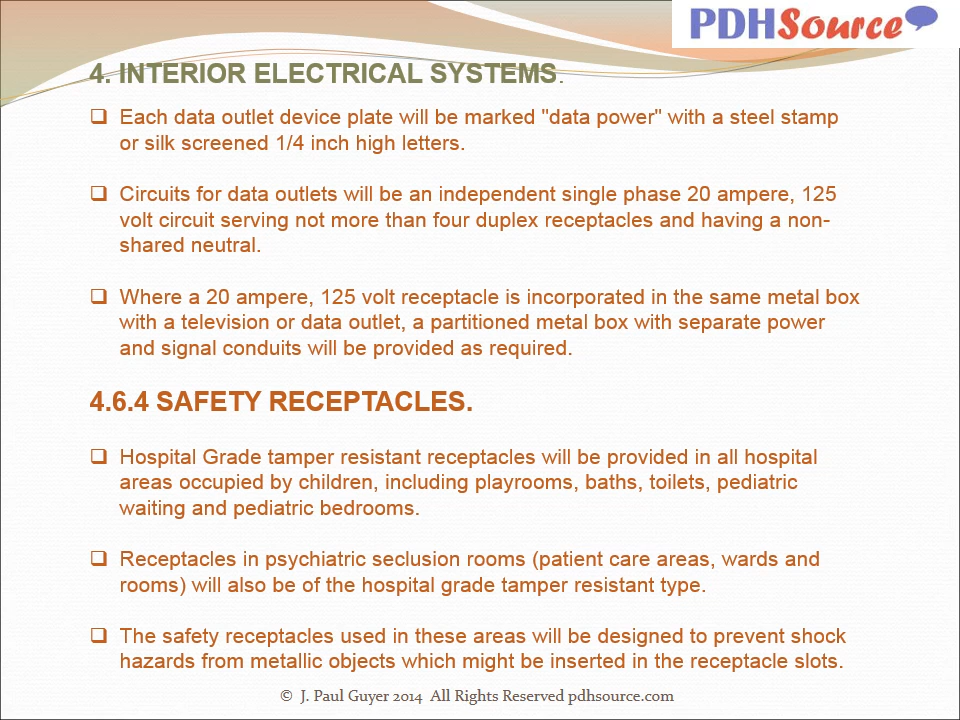 PDHSource
4. INTERIOR ELECTRICAL SYSTEMS.
Each data outlet device plate will be marked "data power" with a steel stamp
or silk screened 1/4 inch high letters.
Circuits for data outlets will be an independent single phase 20 ampere, 125
volt circuit serving not more than four duplex receptacles and having a non-
shared neutral.
Where a 20 ampere, 125 volt receptacle is incorporated in the same metal box
with a television or data outlet, a partitioned metal box with separate power
and signal conduits will be provided as required.
4.6.4 SAFETY RECEPTACLES.
Hospital Grade tamper resistant receptacles will be provided in all hospital
areas occupied by children, including playrooms, baths, toilets, pediatric
waiting and pediatric bedrooms.
Receptacles in psychiatric seclusion rooms (patient care areas, wards and
rooms) will also be of the hospital grade tamper resistant type.
The safety receptacles used in these areas will be designed to prevent shock
hazards from metallic objects which might be inserted in the receptacle slots.
© J. Paul Guyer 2014 All Rights Reserved pdhsource.com